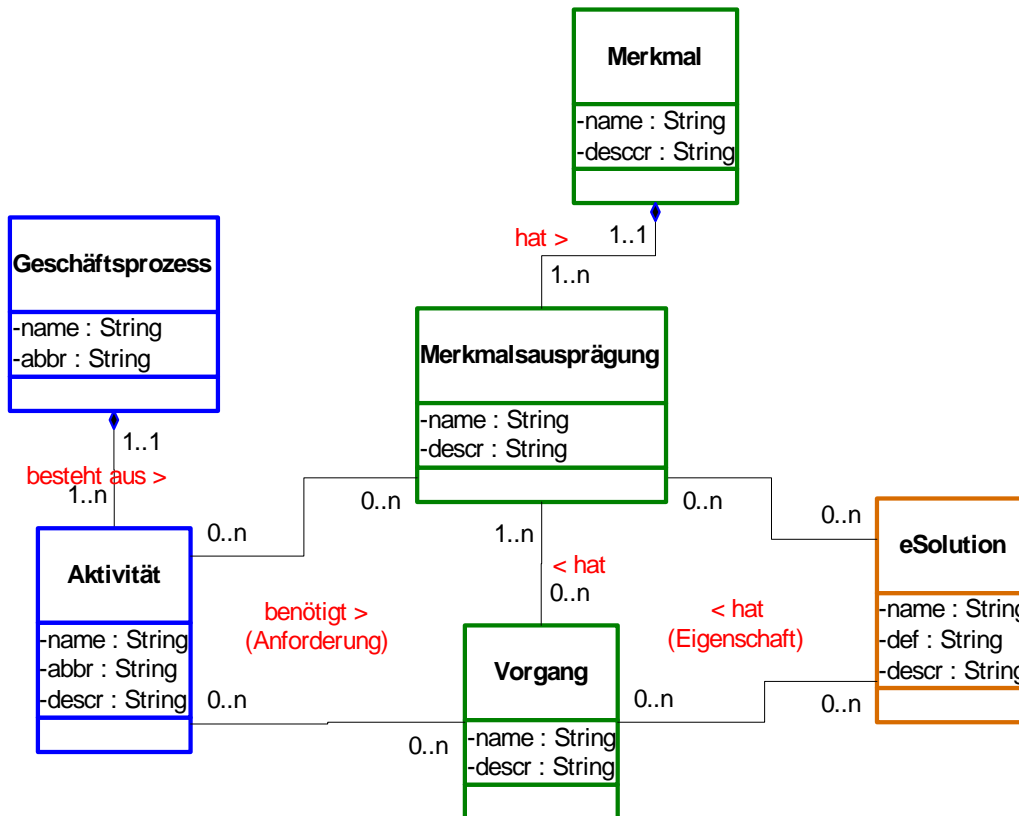 Merkmal
-name : String
-desccr : String
hat >
1..1
1..n
Geschäftsprozess
-name : String
-abbr : String
1..1
besteht aus >
1..n
Merkmalsausprägung
-name : String
-descr : String
0..n
0..n
0..n
0..n
1..n
Aktivität
-name : String
-abbr : String
-descr : String
benötigt >
(Anforderung)
< hat
0..n
< hat
(Eigenschaft)
eSolution
-name : String
-def : String
-descr : String
0..n
0..n
Vorgang
-name : String
-descr : String
0..n
0..n